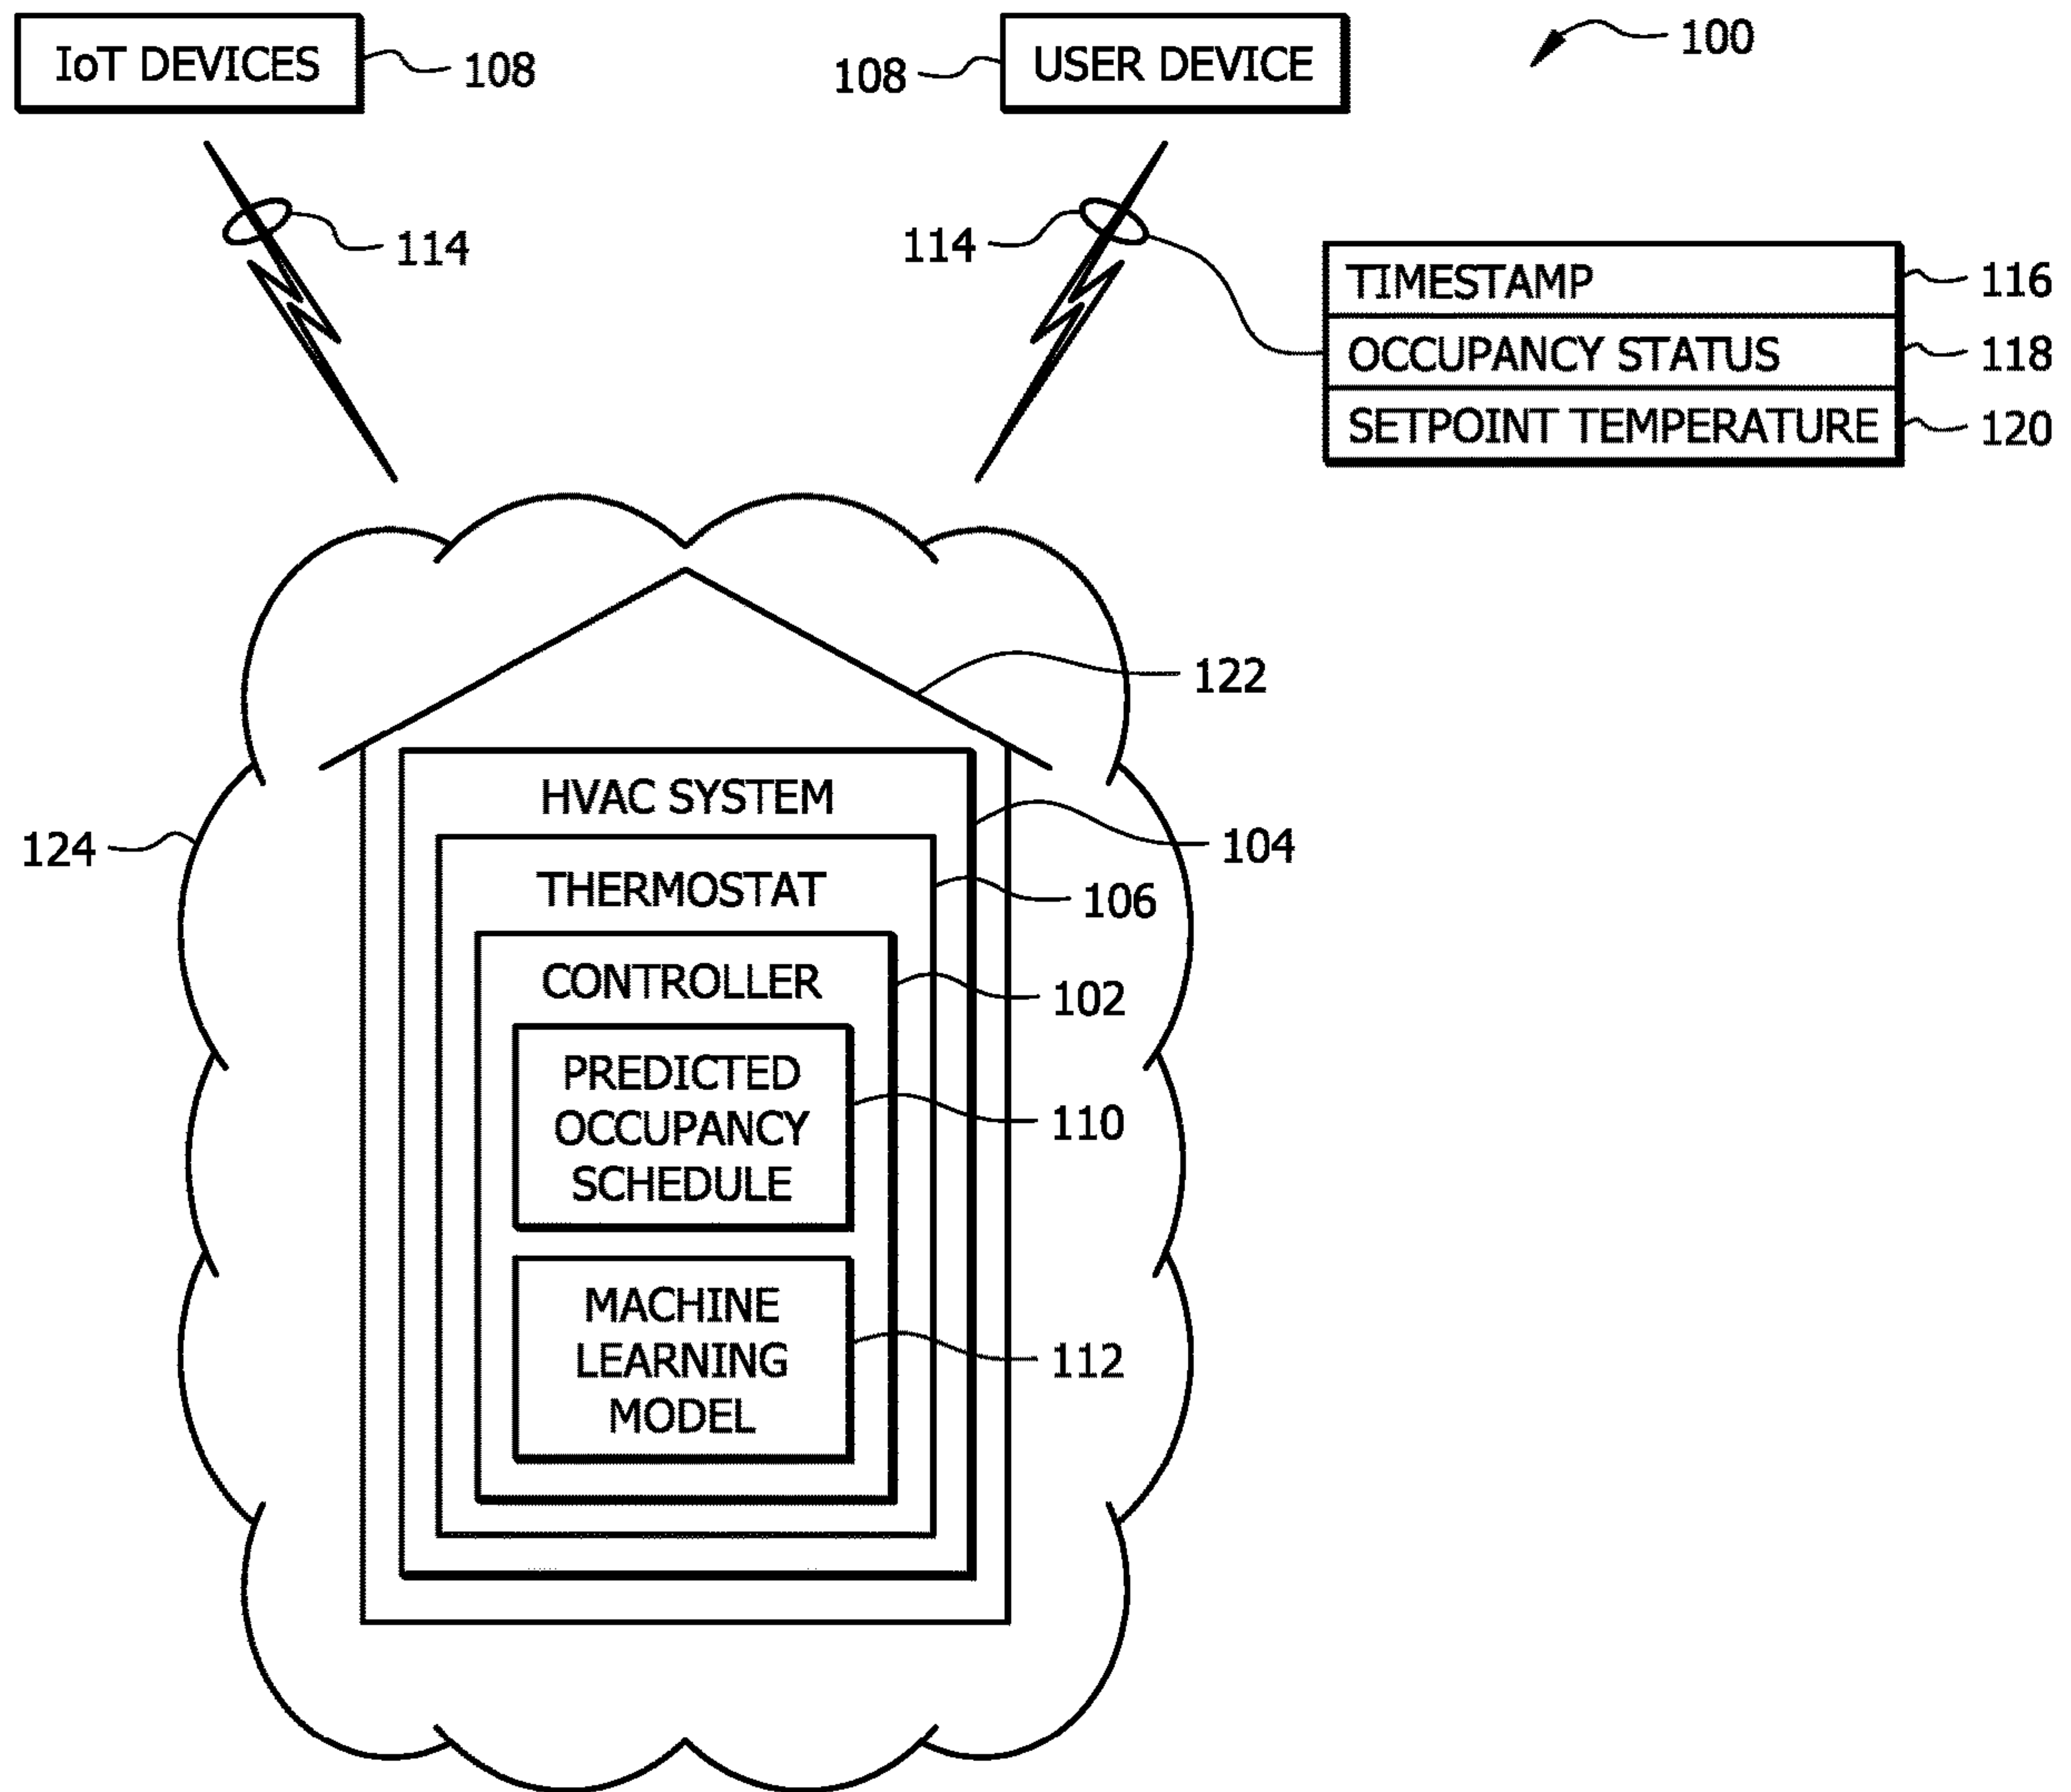 IoT DEVICES
108
108
USER DEVICE
100
114
114
TIMESTAMP
116
OCCUPANCY STATUS
118
SETPOINT TEMPERATURE
120
122
HVAC SYSTEM
104
124
THERMOSTAT
106
CONTROLLER
102
PREDICTED
OCCUPANCY
SCHEDULE
110
MACHINE
LEARNING
MODEL
112